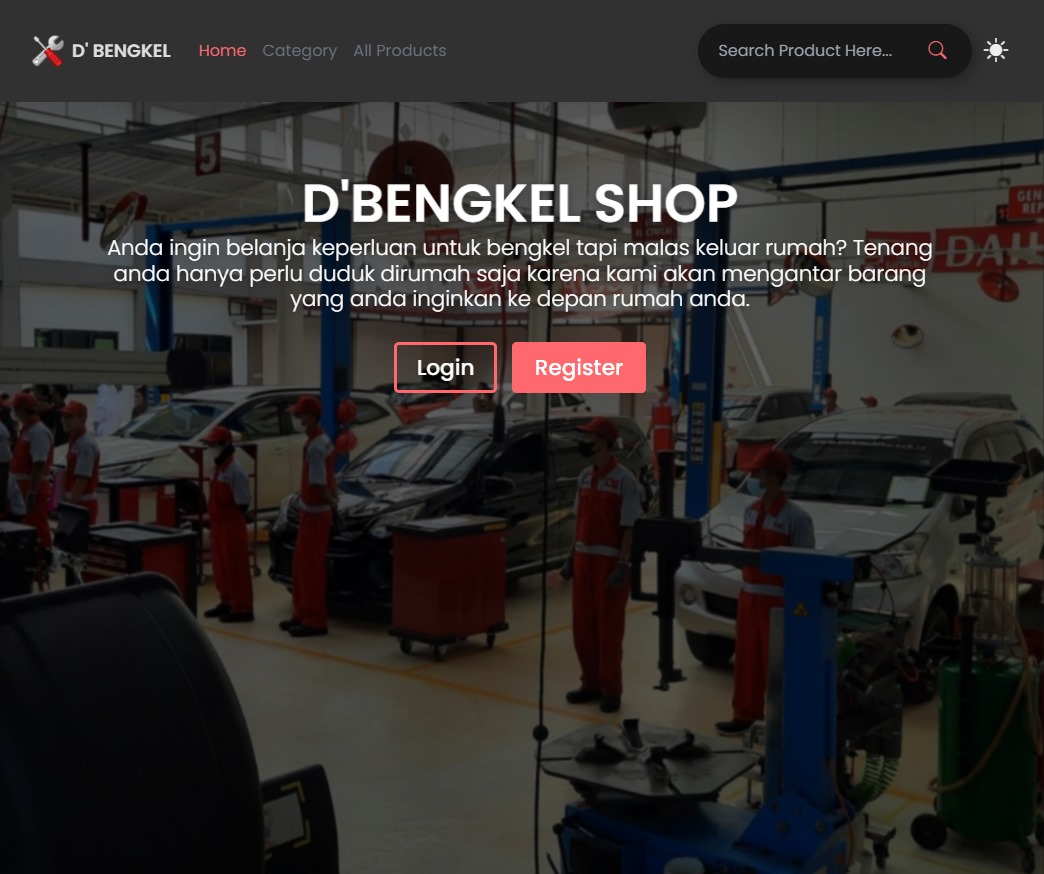 D' BENGKEL
Home
Category
All Products
Search Product Here...
5
D'BENGKEL SHOP
Anda ingin belanja keperluan untuk bengkel tapi malas keluar rumah? Tenang
anda hanya perlu duduk dirumah saja karena kami akan mengantar barang
yang anda inginkan ke depan rumah anda.
Login
Register